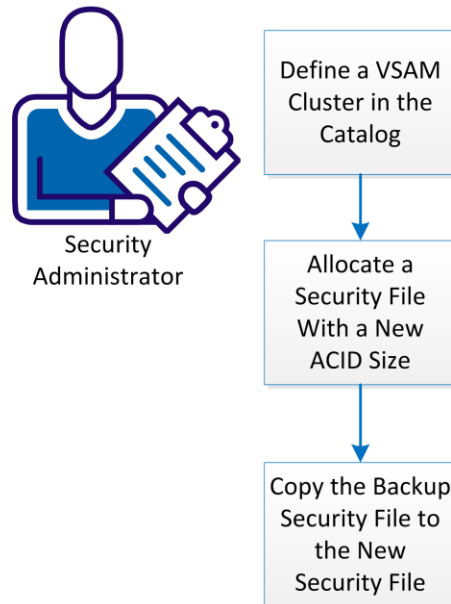 Security
Administrator
Define a VSAM
Cluster in the
Catalog
Allocate a
Security File
With a New
ACID Size
Copy the Backup
Security File to
the New
Security File